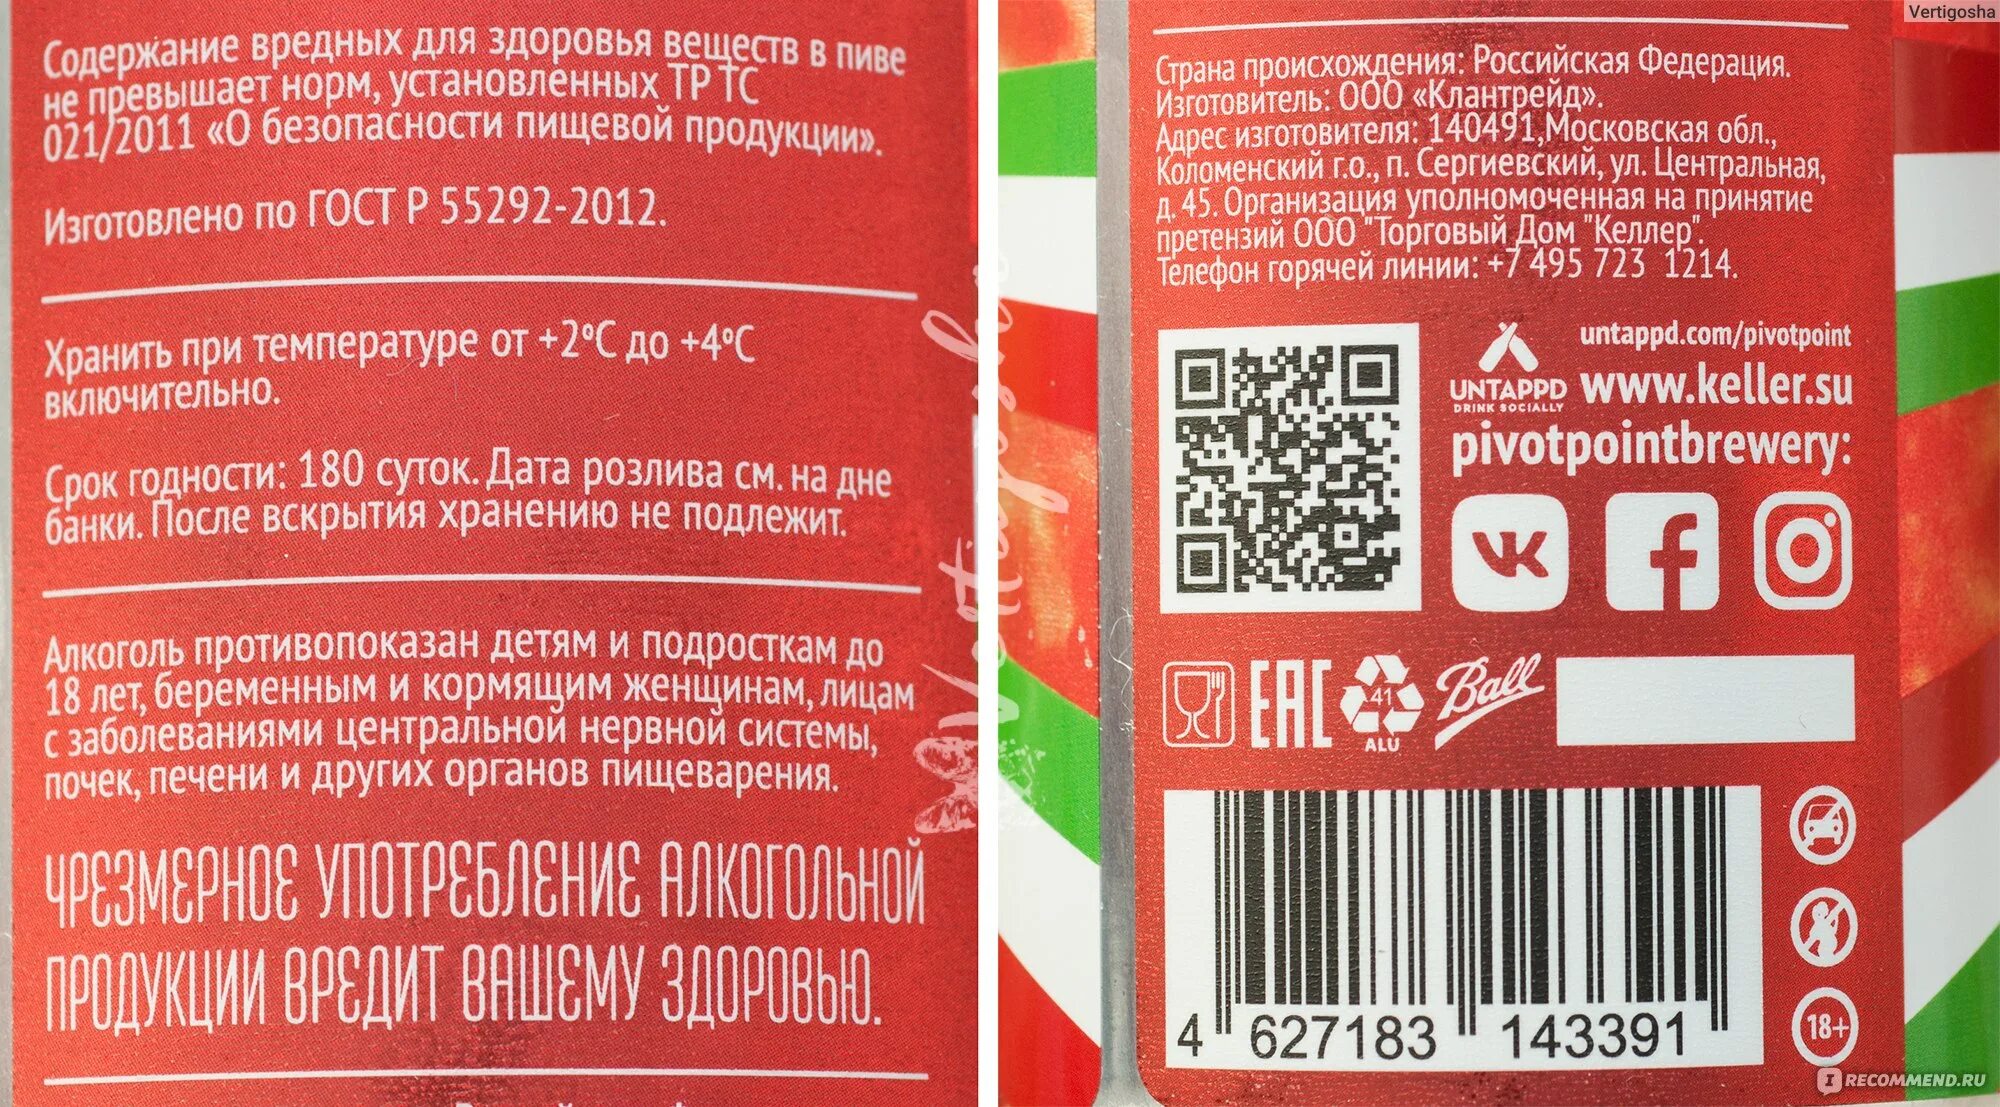 Содержание вредных для здоровья веществ в пиве
не превышает норм, установленных ТР ТС
021/2011 «О безопасности пищевой продукции».
Изготовлено по ГОСТ Р 55292-2012.
Хранить при температуре от +2ºС до +4ºС
включительно.
Срок годности: 180 суток. Дата розлива см. на дне
банки. После вскрытия хранению не подлежит.
Алкоголь противопоказан детям и подросткам до
18 лет, беременным и кормящим женщинам, лицам
с заболеваниями центральной нервной системы,
почек, печени и других органов пищеварения.
ЧРЕЗМЕРНОЕ УПОТРЕБЛЕНИЕ АЛКОГОЛЬНОЙ
ПРОДУКЦИИ ВРЕДИТ ВАШЕМУ ЗДОРОВЬЮ.
Vertigosha
Vertigosha
Страна происхождения: Российская Федерация.
Изготовитель: ООО «Клантрейд».
Адрес изготовителя: 140491,Московская обл.,
Коломенский г.о., п. Сергиевский, ул. Центральная,
д. 45. Организация уполномоченная на принятие
претензий ООО "Торговый Дом "Келлер".
Телефон горячей линии: +7 495 723 1214.
untappd.com/pivotpoint
UNTAPPD
DRINK SOCIALLY
www.keller.su
pivotpointbrewery:
EAC
41
ALU
Ball
4 627183 143391
18+
IRECOMMEND.RU